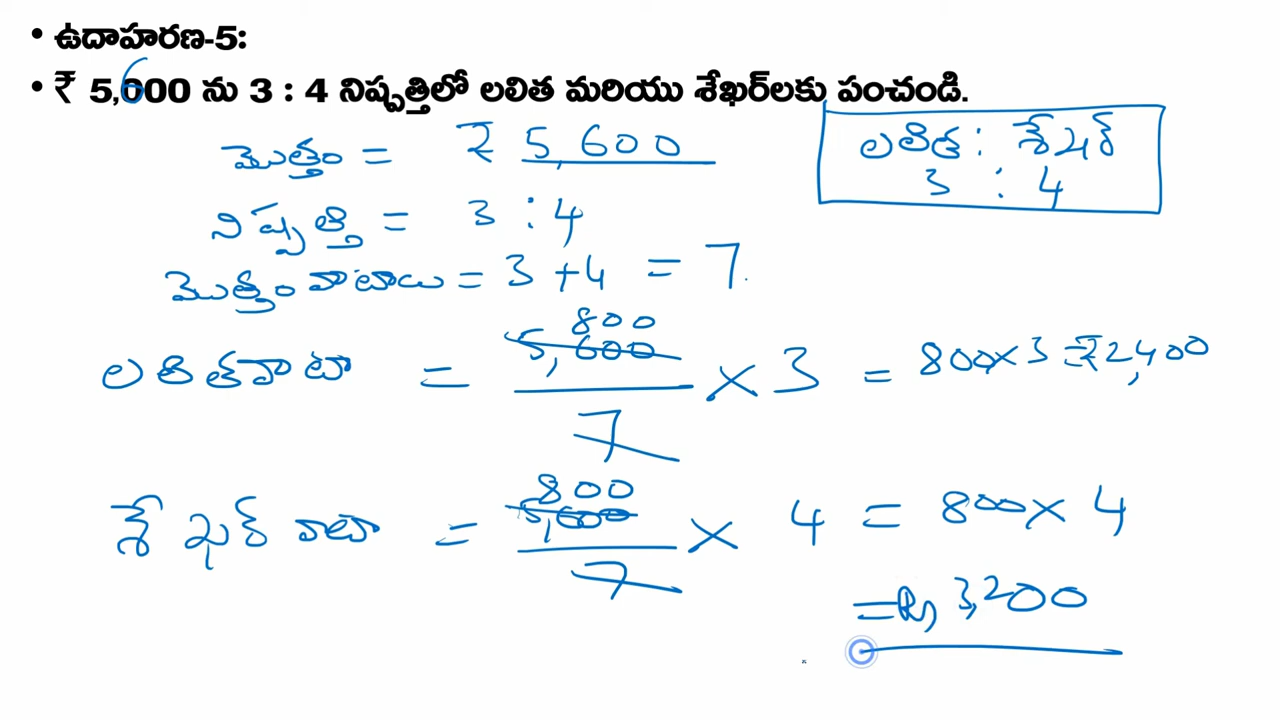 • ఉదాహరణ-5:
• ₹ 5,600 ను 3 : 4 నిష్పత్తిలో లలిత మరియు శేఖర్‌లకు పంచండి.
మొత్తం = ₹ 5,600
లలిత : శేఖర్
3 : 4
నిష్పత్తి = 3 : 4
మొత్తం వాటాలు = 3 + 4 = 7.
800
లలిత వాటా = 5,600/7 × 3 = 800×3 = ₹2,400
800
శేఖర్ వాటా = 5,600/7 × 4 = 800 × 4
= Rs, 3,200